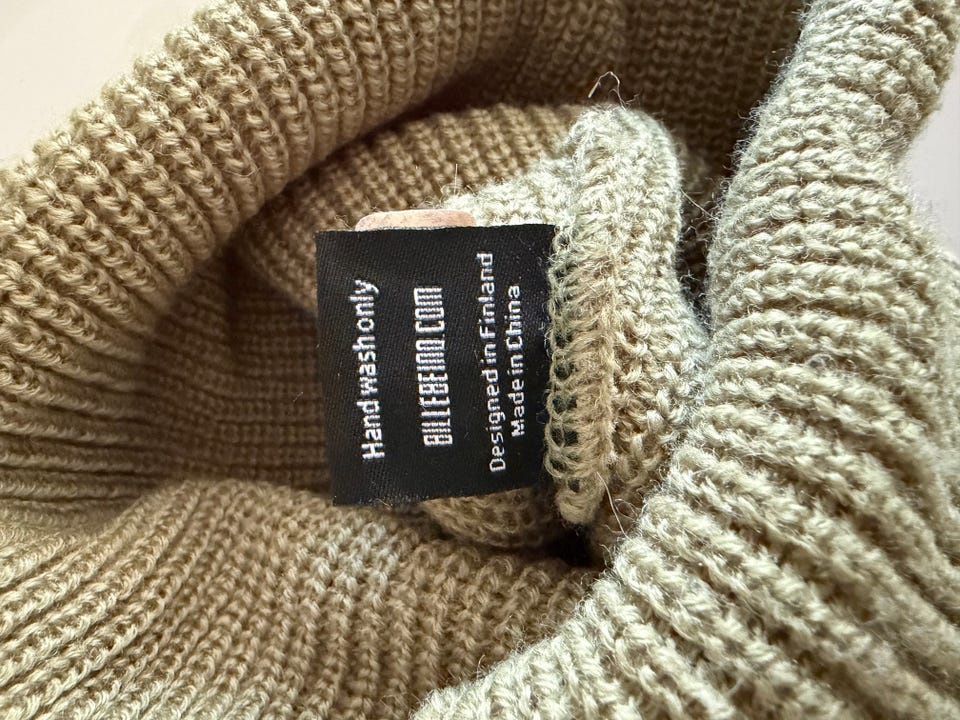 Hand wash only
BILLEBEINO.COM
Designed in Finland
Made in China